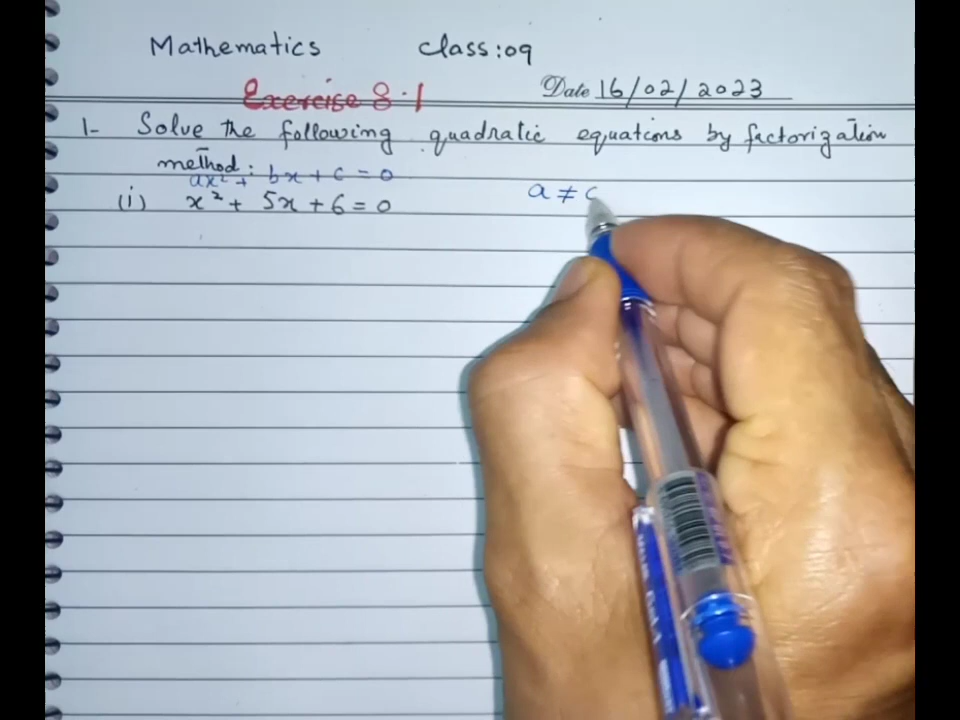 Mathematics Class:09
Exercise 8.1 Date 16/02/2023
1- Solve the following quadratic equations by factorization
method:
ax² + bx + c = 0
(i) x² + 5x + 6 = 0 a ≠